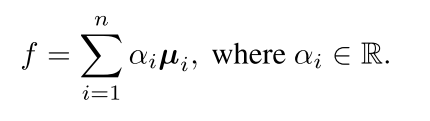 f = \sum_{i=1}^{n} \alpha_i \boldsymbol{\mu}_i, where \alpha_i \in \mathbb{R}.